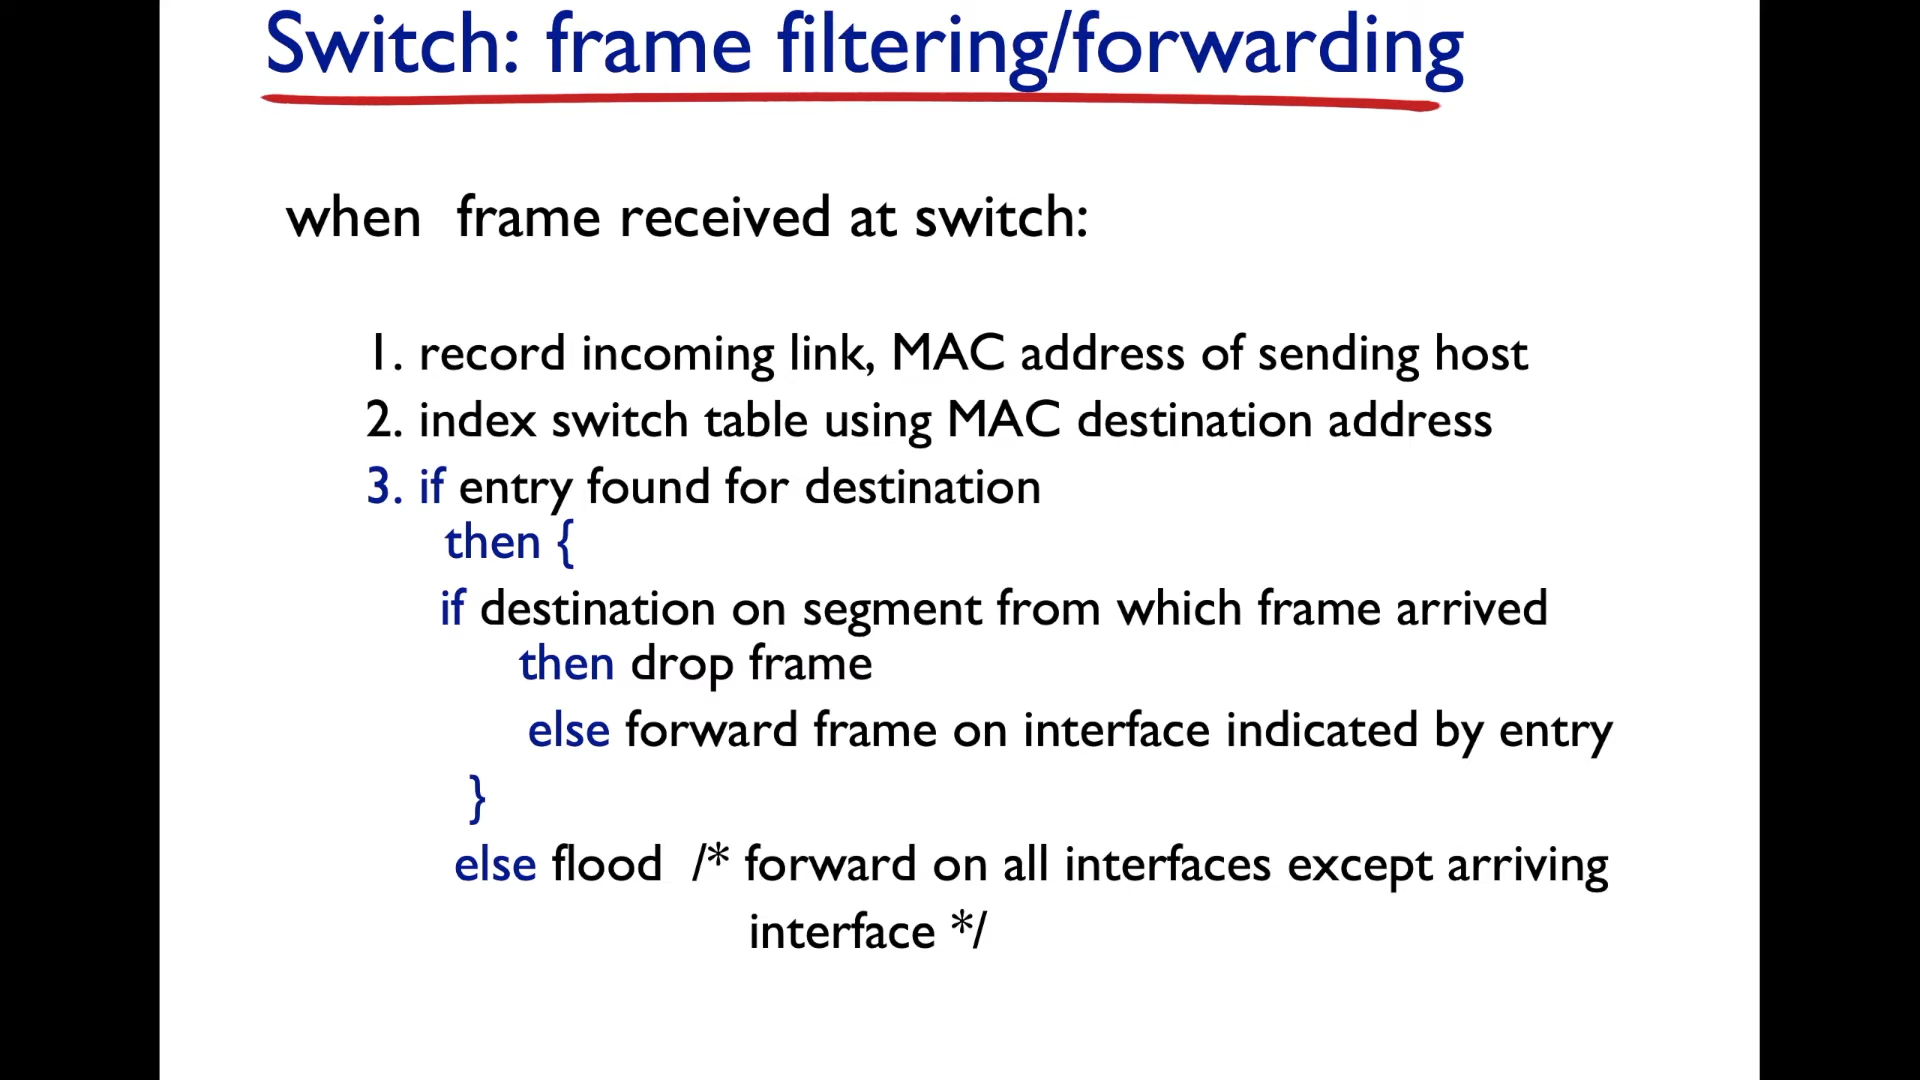 Switch: frame filtering/forwarding
when frame received at switch:
1. record incoming link, MAC address of sending host
2. index switch table using MAC destination address
3. if entry found for destination
then {
if destination on segment from which frame arrived
then drop frame
else forward frame on interface indicated by entry
}
else flood /* forward on all interfaces except arriving
interface */